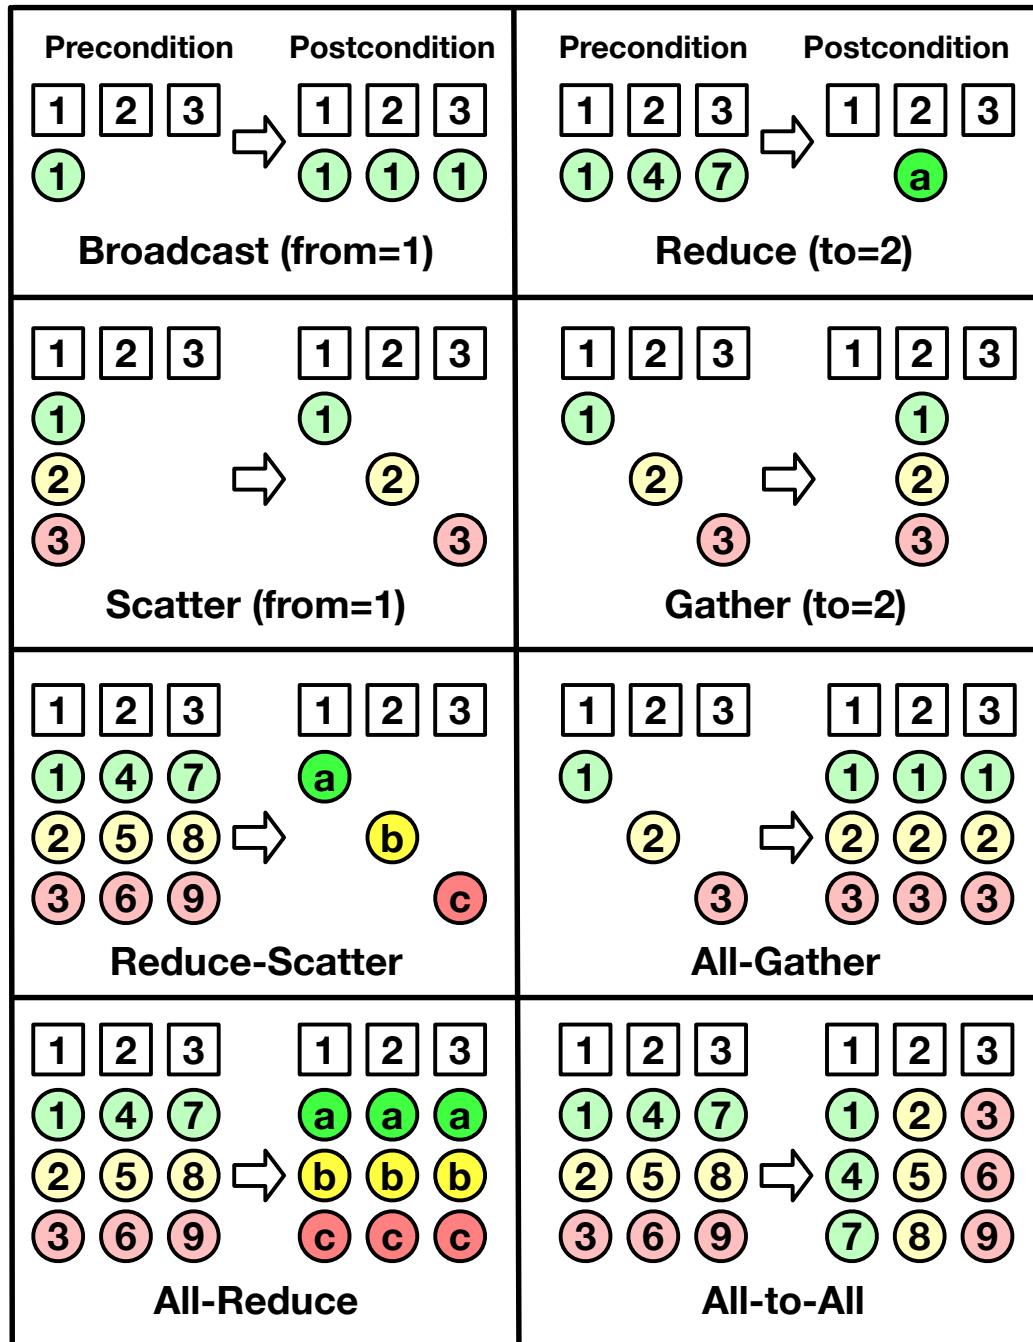 Precondition Postcondition
1 2 3 1 2 3
1 1 1 1
Broadcast (from=1)
Precondition Postcondition
1 2 3 1 2 3
1 4 7 a
Reduce (to=2)
1 2 3 1 2 3
1 1
2 2
3 3
Scatter (from=1)
1 2 3 1 2 3
1 1
2 2
3 3
Gather (to=2)
1 2 3 1 2 3
1 4 7 a
2 5 8 b
3 6 9 c
Reduce-Scatter
1 2 3 1 2 3
1 1 1 1
2 2 2 2
3 3 3 3
All-Gather
1 2 3 1 2 3
1 4 7 a a a
2 5 8 b b b
3 6 9 c c c
All-Reduce
1 2 3 1 2 3
1 4 7 1 2 3
2 5 8 4 5 6
3 6 9 7 8 9
All-to-All